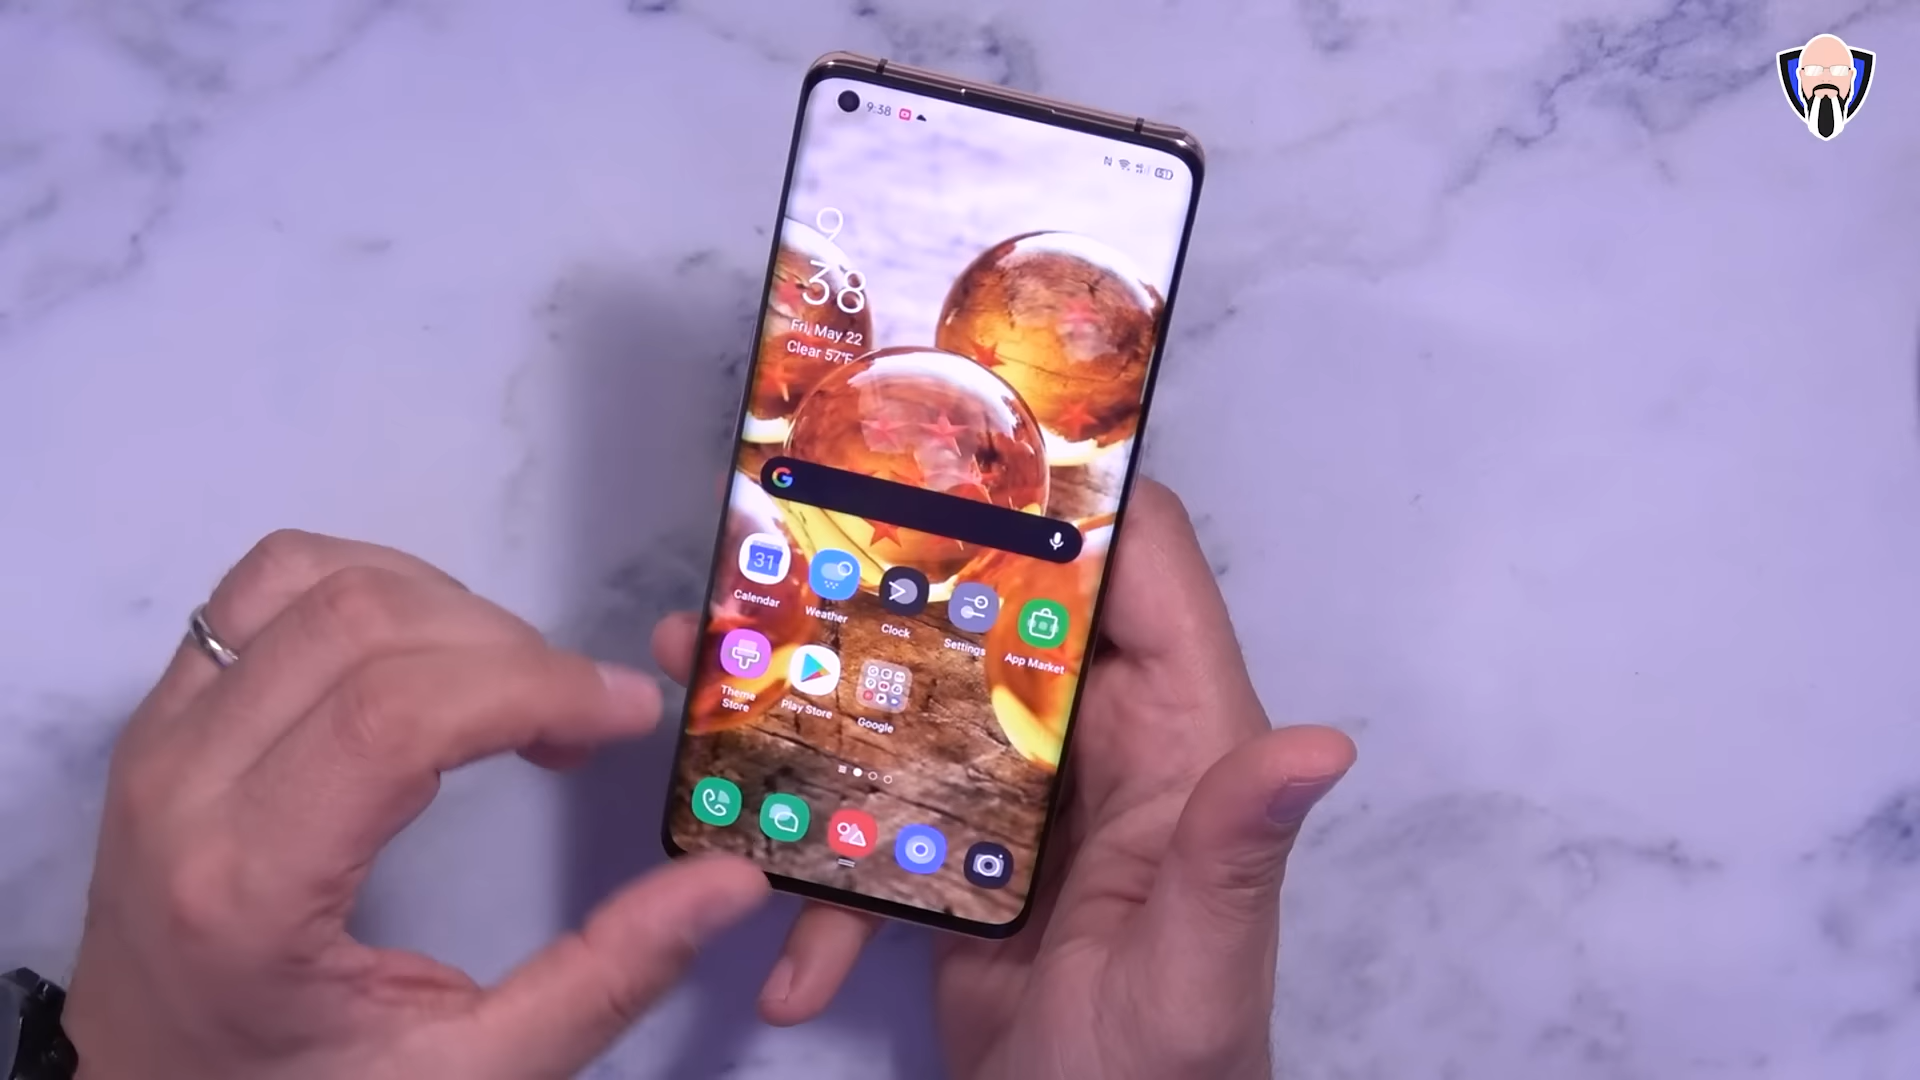 9:38
9
38
Fri, May 22
Clear 57°F
Calendar
31
Weather
Clock
Settings
App Market
Theme
Store
Play Store
Google